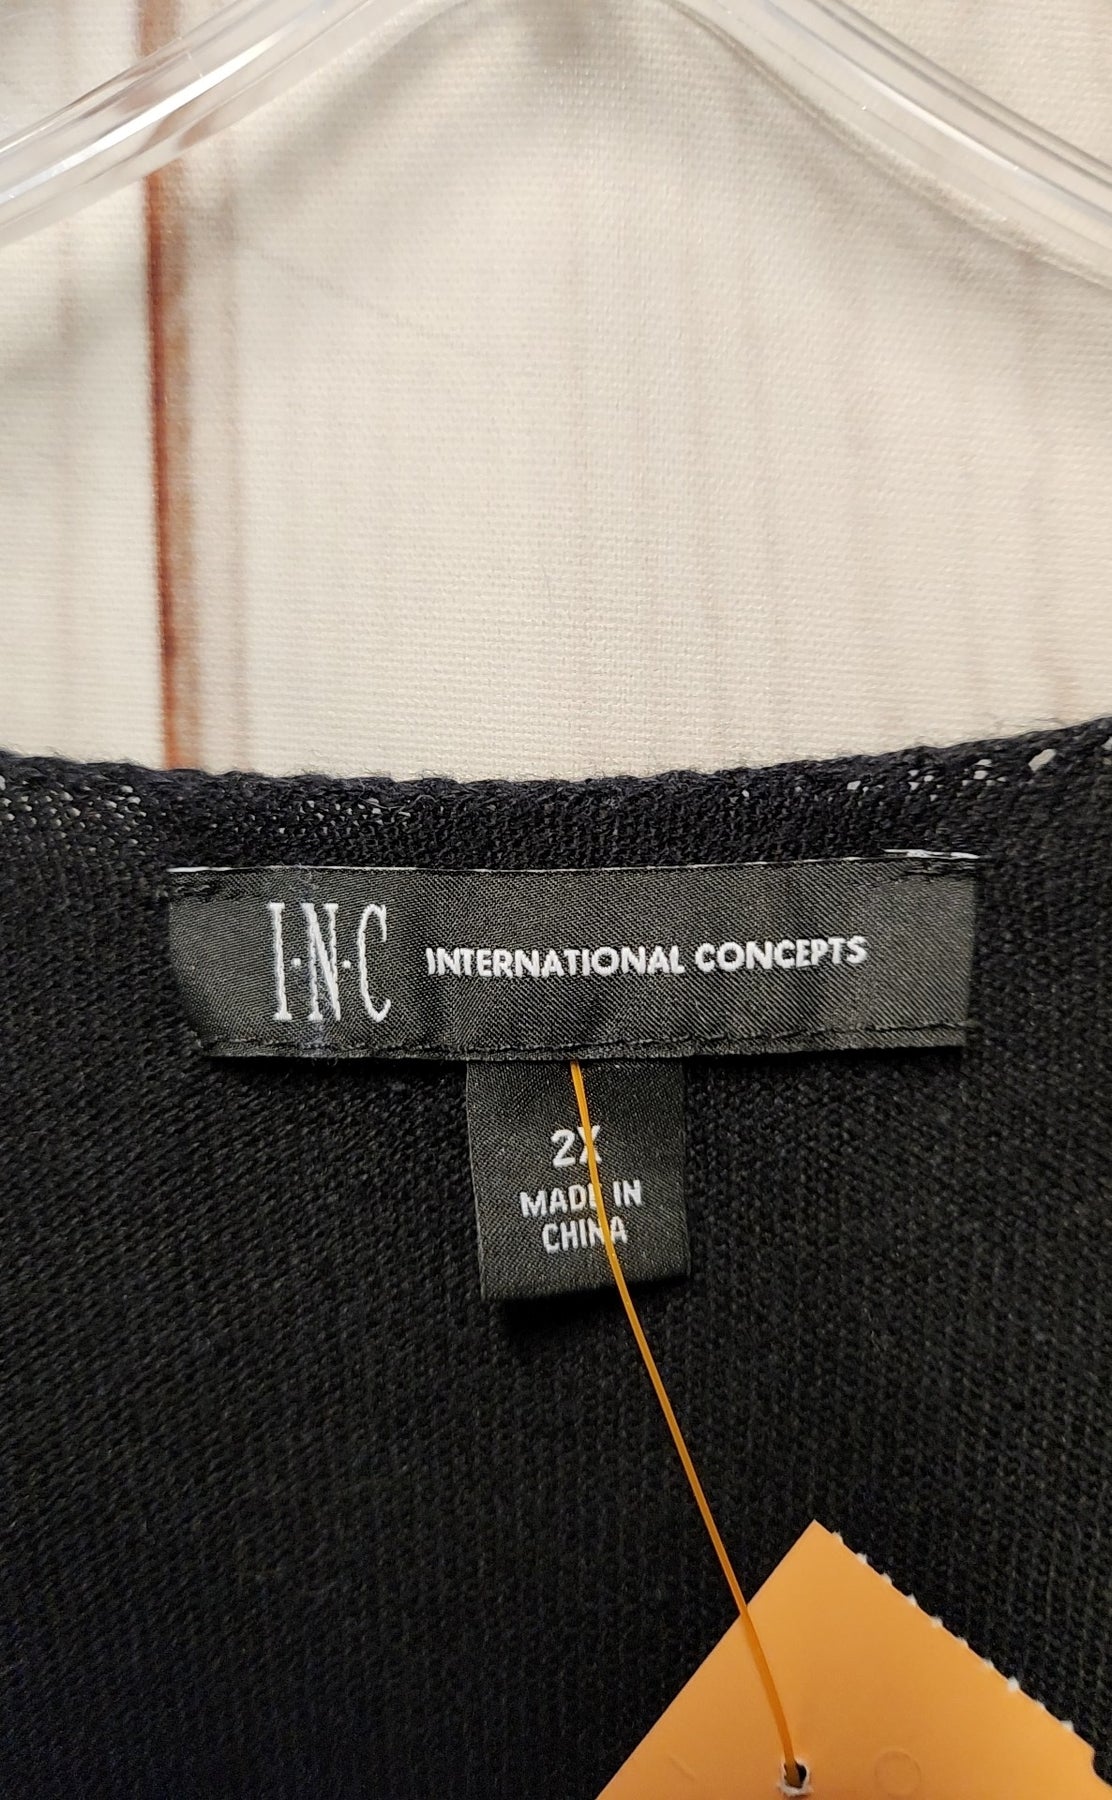 I·N·C INTERNATIONAL CONCEPTS
2X
MADE IN
CHINA